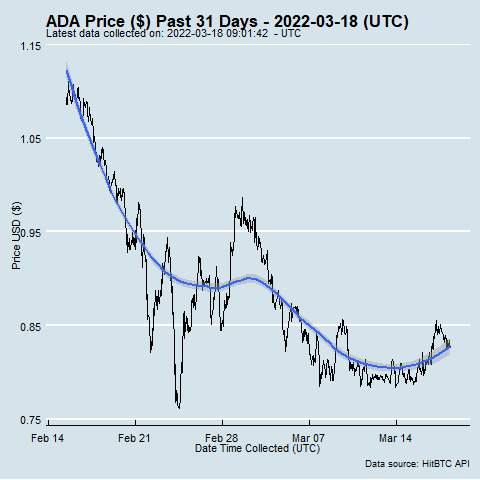 ADA Price ($) Past 31 Days - 2022-03-18 (UTC)
Latest data collected on: 2022-03-18 09:01:42 - UTC
1.15
1.05
0.95
0.85
0.75
Price USD ($)
Feb 14 Feb 21 Feb 28 Mar 07 Mar 14
Date Time Collected (UTC)
Data source: HitBTC API